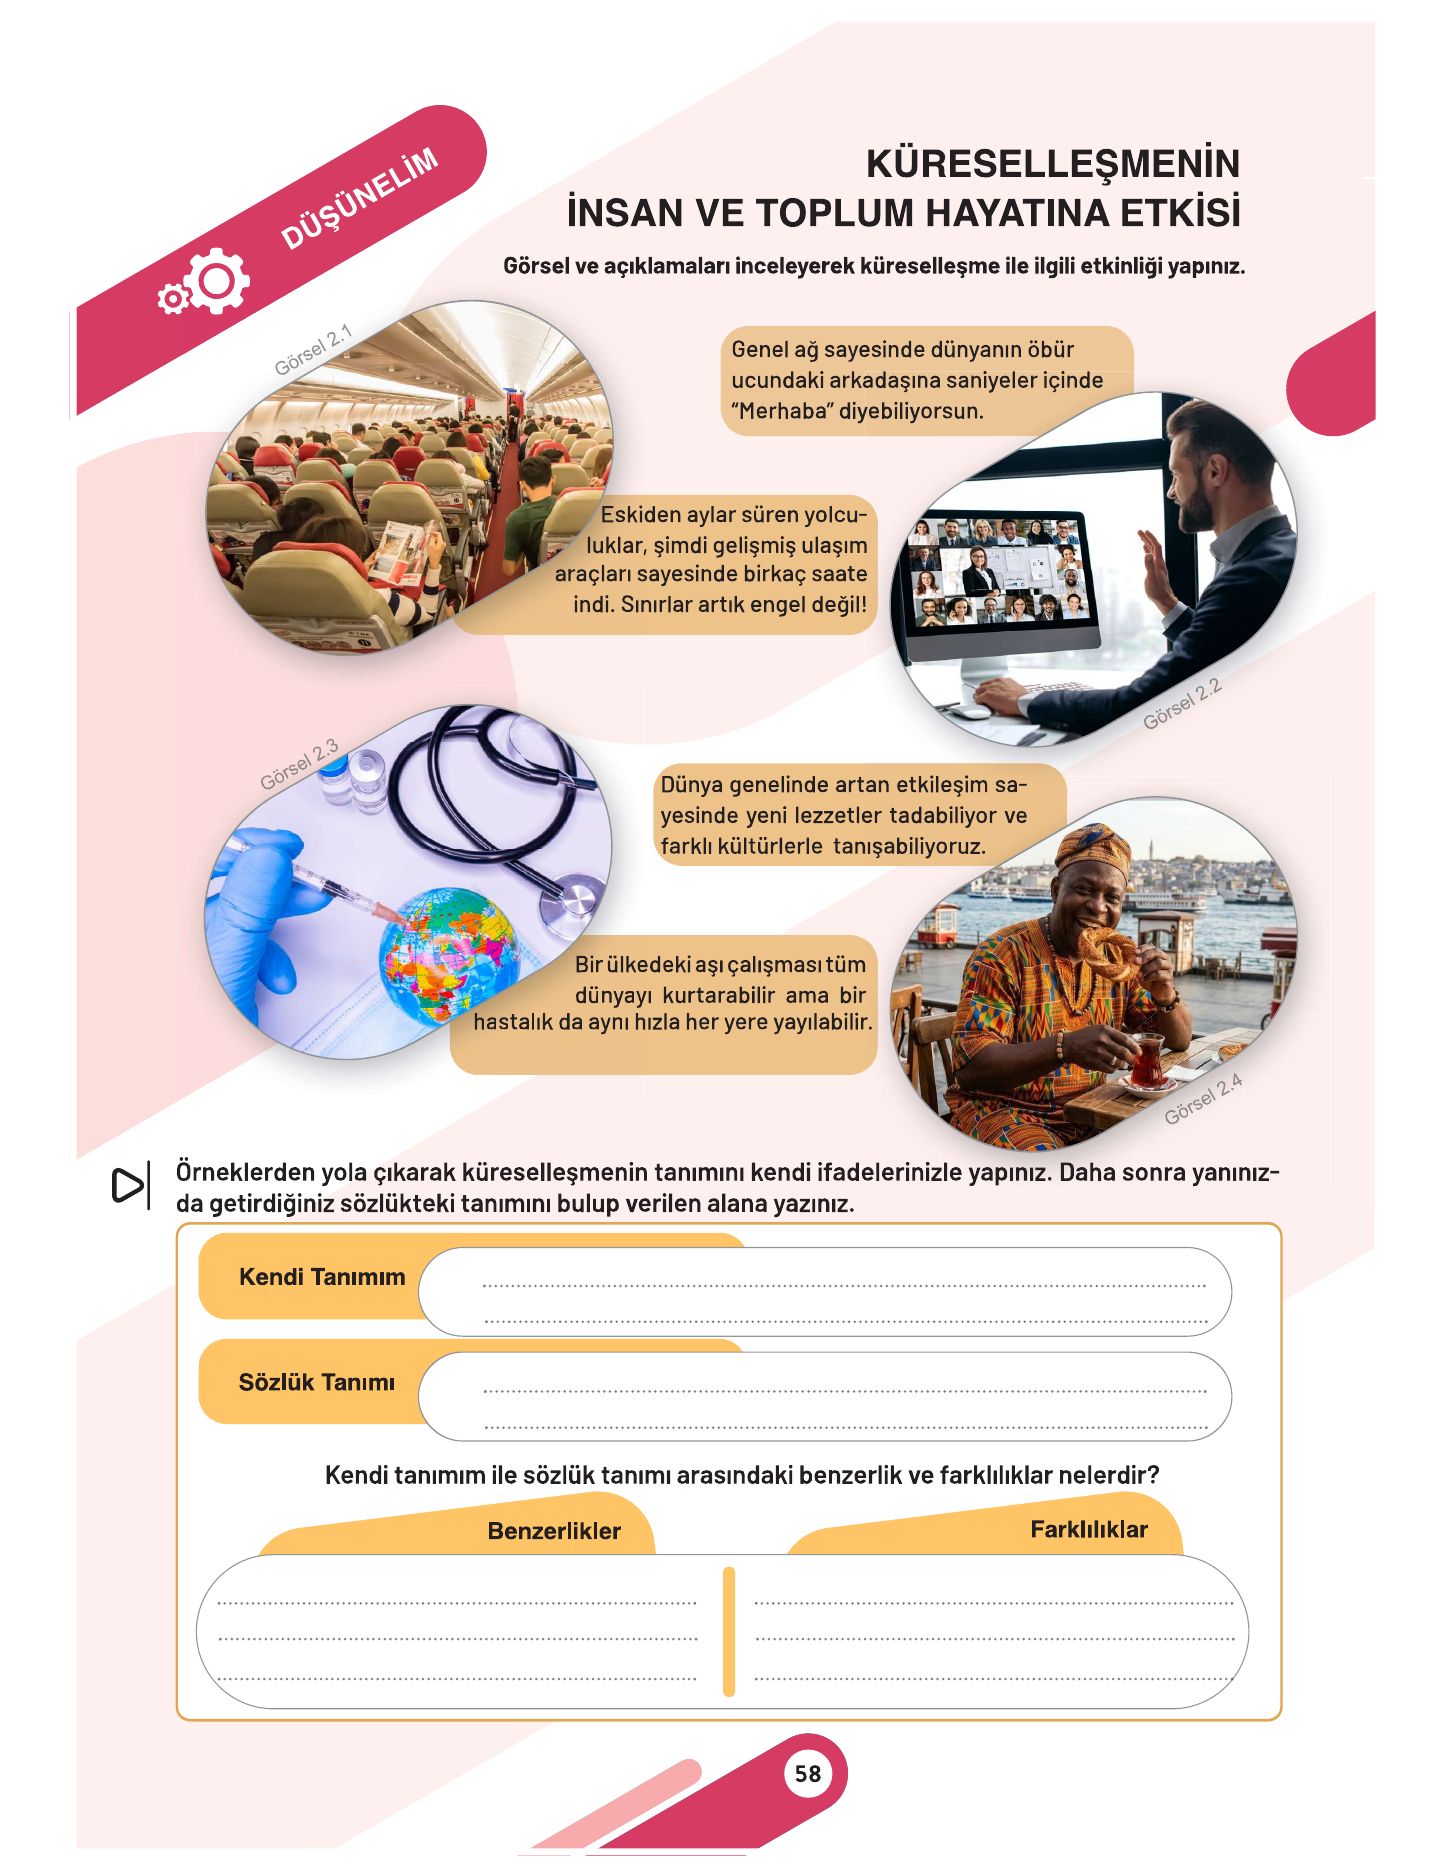 DÜŞÜNELİM
KÜRESELLEŞMENİN
İNSAN VE TOPLUM HAYATINA ETKİSİ
Görsel ve açıklamaları inceleyerek küreselleşme ile ilgili etkinliği yapınız.
Görsel 2.1
Genel ağ sayesinde dünyanın öbür
ucundaki arkadaşına saniyeler içinde
“Merhaba” diyebiliyorsun.
Eskiden aylar süren yolcu-
luklar, şimdi gelişmiş ulaşım
araçları sayesinde birkaç saate
indi. Sınırlar artık engel değil!
Görsel 2.2
Görsel 2.3
Dünya genelinde artan etkileşim sa-
yesinde yeni lezzetler tadabiliyor ve
farklı kültürlerle tanışabiliyoruz.
Bir ülkedeki aşı çalışması tüm
dünyayı kurtarabilir ama bir
hastalık da aynı hızla her yere yayılabilir.
Görsel 2.4
Örneklerden yola çıkarak küreselleşmenin tanımını kendi ifadelerinizle yapınız. Daha sonra yanınız-
da getirdiğiniz sözlükteki tanımını bulup verilen alana yazınız.
Kendi Tanımım
Sözlük Tanımı
Kendi tanımım ile sözlük tanımı arasındaki benzerlik ve farklılıklar nelerdir?
Benzerlikler
Farklılıklar
58